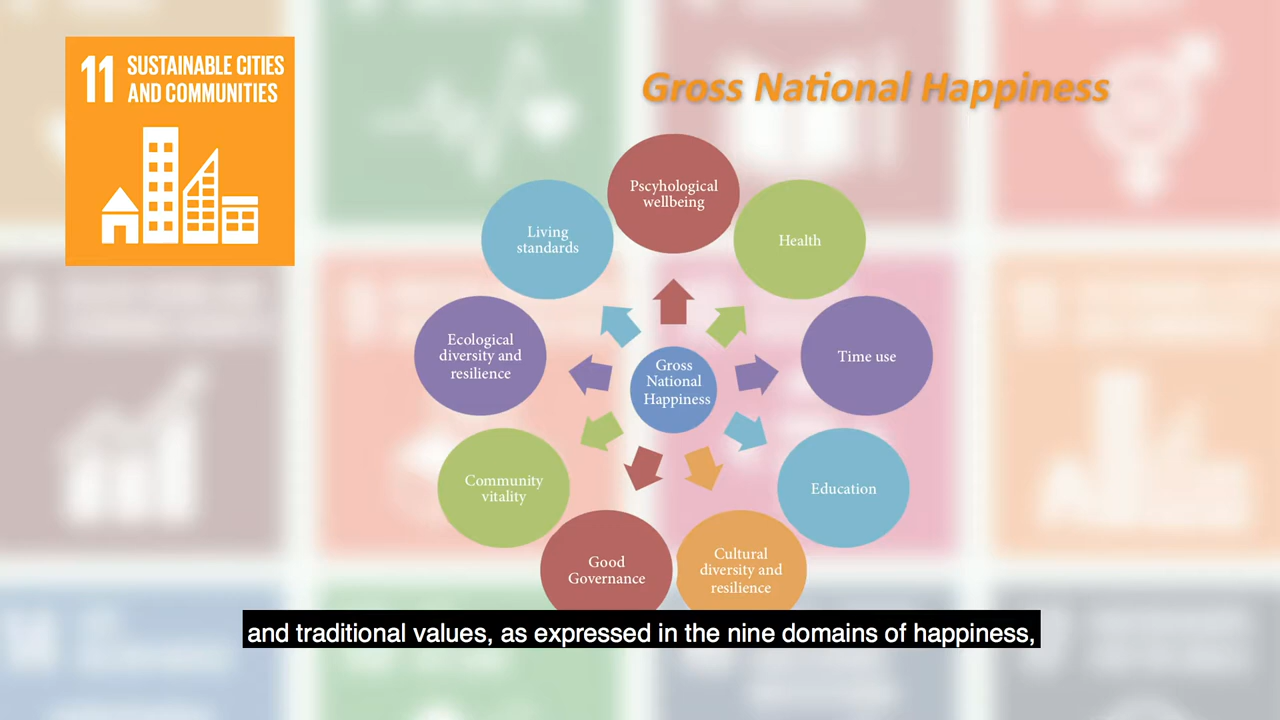 11 SUSTAINABLE CITIES
AND COMMUNITIES
Gross National Happiness
Pscyhological
wellbeing
Health
Time use
Education
Cultural
diversity and
resilience
Good
Governance
Community
vitality
Ecological
diversity and
resilience
Living
standards
Gross
National
Happiness
and traditional values, as expressed in the nine domains of happiness,